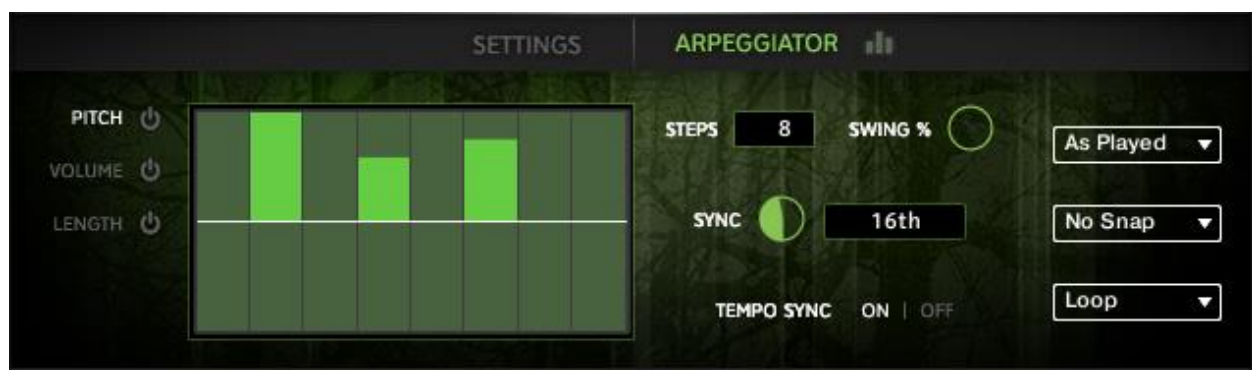 SETTINGS
ARPEGGIATOR
PITCH
VOLUME
LENGTH
STEPS 8 SWING %
SYNC 16th
TEMPO SYNC ON | OFF
As Played
No Snap
Loop